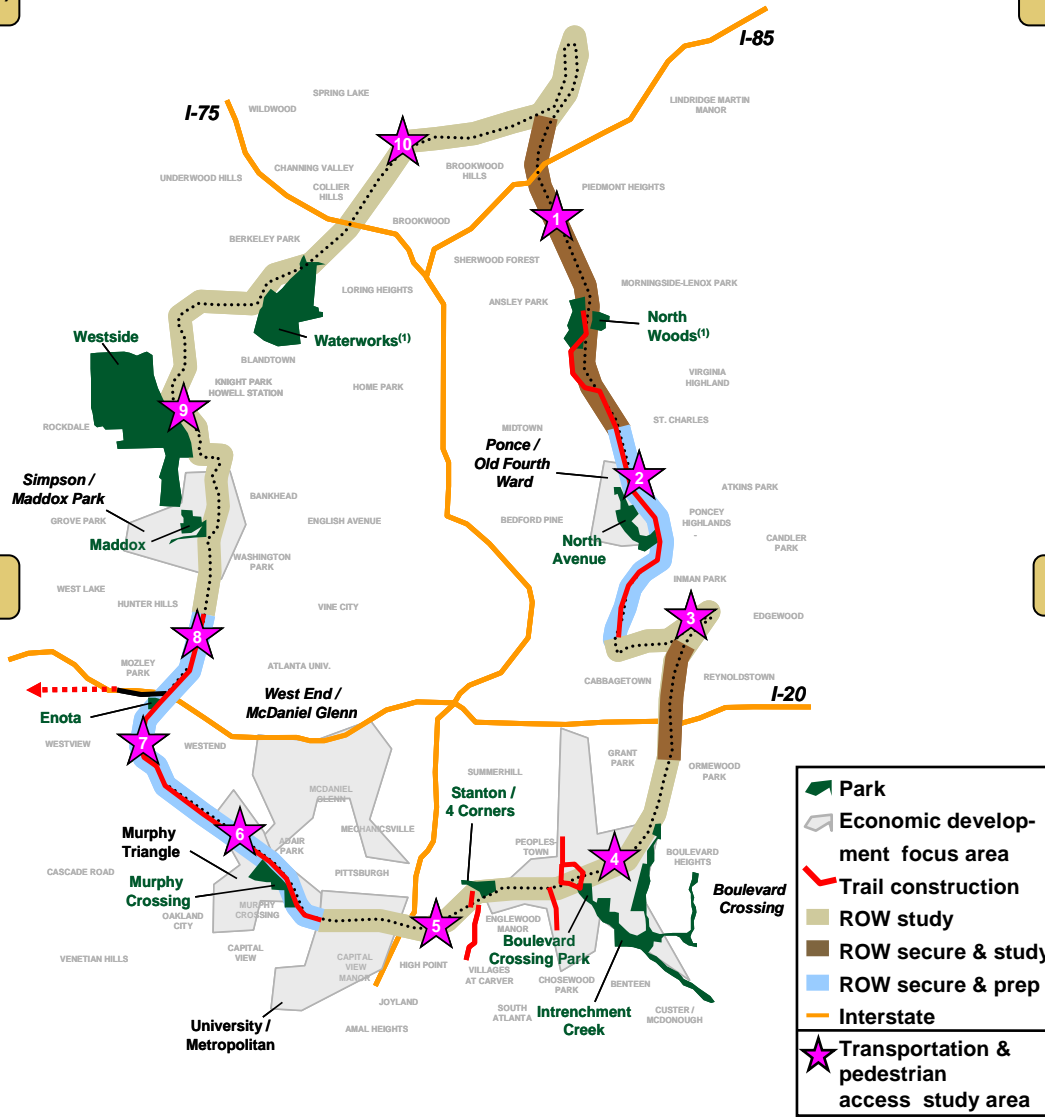 I-85
SPRING LAKE
LINDRIDGE MARTIN
MANOR
I-75
WILDWOOD
10
CHANNING VALLEY
UNDERWOOD HILLS
COLLIER
HILLS
BROOKWOOD
HILLS
PIEDMONT HEIGHTS
1
BROOKWOOD
BERKELEY PARK
SHERWOOD FOREST
MORNINGSIDE-LENOX PARK
LORING HEIGHTS
ANSLEY PARK
North
Woods(1)
Westside
Waterworks(1)
BLANDTOWN
KNIGHT PARK
HOWELL STATION
HOME PARK
VIRGINIA
HIGHLAND
9
ROCKDALE
ST. CHARLES
MIDTOWN
Ponce /
Old Fourth
Ward
2
Simpson /
Maddox Park
BANKHEAD
ATKINS PARK
GROVE PARK
ENGLISH AVENUE
BEDFORD PINE
PONCEY
HIGHLANDS
-
Maddox
North
Avenue
CANDLER
PARK
WASHINGTON
PARK
INMAN PARK
WEST LAKE
HUNTER HILLS
VINE CITY
3
EDGEWOOD
8
MOZLEY
PARK
ATLANTA UNIV.
CABBAGETOWN
REYNOLDSTOWN
West End /
McDaniel Glenn
I-20
Enota
7
WESTVIEW
WESTEND
SUMMERHILL
GRANT
PARK
ORMEWOOD
PARK
MCDANIEL
GLENN
Stanton /
4 Corners
6
Murphy
Triangle
ADAIR
PARK
MECHANICSVILLE
PEOPLES-
TOWN
4
BOULEVARD
HEIGHTS
CASCADE ROAD
PITTSBURGH
Murphy
Crossing
MURPHY
CROSSING
Boulevard
Crossing
OAKLAND
CITY
5
ENGLEWOOD
MANOR
Boulevard
Crossing Park
CAPITAL
VIEW
CAPITAL
VIEW
MANOR
VENETIAN HILLS
HIGH POINT
VILLAGES
AT CARVER
CHOSEWOOD
PARK
BENTEEN
JOYLAND
SOUTH
ATLANTA
Intrenchment
Creek
CUSTER /
MCDONOUGH
University /
Metropolitan
AMAL HEIGHTS
Park
Economic develop-
ment focus area
Trail construction
ROW study
ROW secure & study
ROW secure & prep
Interstate
Transportation &
pedestrian
access study area